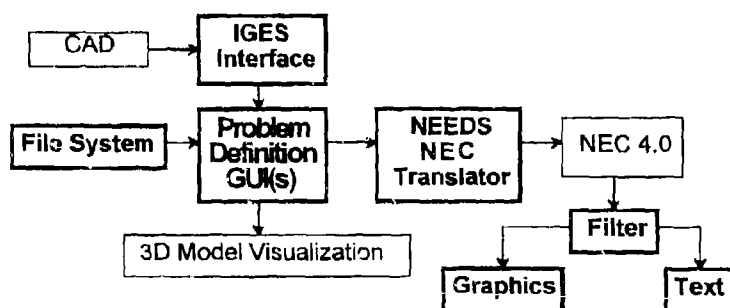 CAD
IGES
Interface
File System
Problem
Definition
GUI(s)
NEEDS
NEC
Translator
NEC 4.0
3D Model Visualization
Filter
Graphics
Text